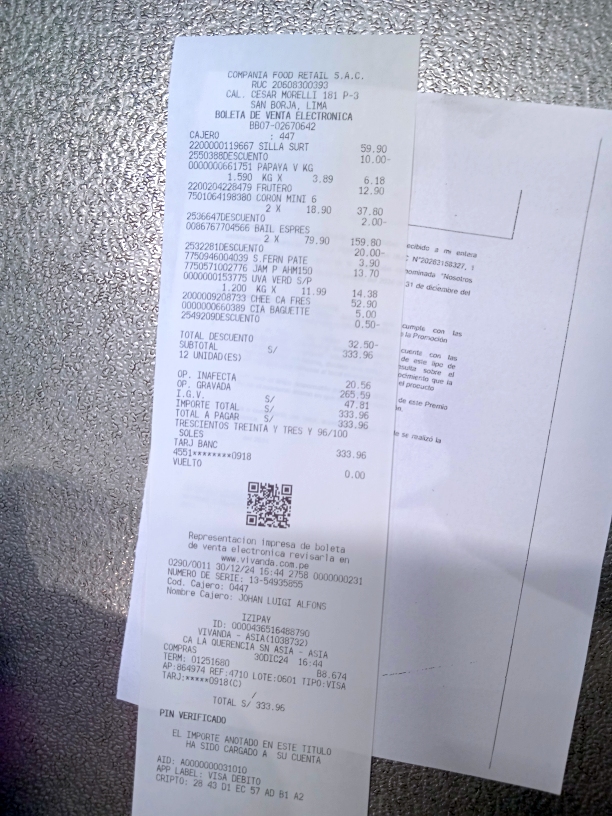 COMPANIA FOOD RETAIL S.A.C.
RUC 20608300393
CAL. CESAR MORELLI 181 P-3
SAN BORJA, LIMA
BOLETA DE VENTA ELECTRONICA
BB07-02670642
CAJERO : 447
2200000119667 SILLA SURT 59.90
2550388DESCUENTO 10.00-
0000000661751 PAPAYA V KG
1.590 KG X 3.89 6.18
2200204228479 FRUTERO 12.90
7501064198380 CORON MINI 6
2 X 18.90 37.80
2536647DESCUENTO 2.00-
0086767704566 BAIL ESPRES
2 X 79.90 159.80
2532281DESCUENTO 20.00-
7750946004039 S.FERN PATE 3.90
7750571002776 JAM P AHM150 13.70
0000000153775 UVA VERD S/P
1.200 KG X 11.99 14.38
2000009208733 CHEE CA FRES 52.90
0000000660389 CIA BAGUETTE 5.00
2549209DESCUENTO 0.50-
TOTAL DESCUENTO 32.50-
SUBTOTAL S/ 333.96
12 UNIDAD(ES)
OP. INAFECTA 20.56
OP. GRAVADA 265.59
I.G.V. S/ 47.81
IMPORTE TOTAL S/ 333.96
TOTAL A PAGAR S/ 333.96
TRESCIENTOS TREINTA Y TRES Y 96/100
SOLES
TARJ BANC 333.96
4551********0918
VUELTO 0.00
Representacion impresa de boleta
de venta electronica revisarla en
www.vivanda.com.pe
0290/0011 30/12/24 16:44 2758 0000000231
NUMERO DE SERIE: 13-54935855
Cod. Cajero: 0447
Nombre Cajero: JOHAN LUIGI ALFONS
IZIPAY
ID: 0000436516488790
VIVANDA - ASIA(1038732)
CA LA QUERENCIA SN ASIA - ASIA
COMPRAS 30DIC24 16:44
TERM: 01251680 B8.674
AP:864974 REF:4710 LOTE:0601 TIPO:VISA
TARJ:*****0918(C)
/
TOTAL S/ 333.96
PIN VERIFICADO
EL IMPORTE ANOTADO EN ESTE TITULO
HA SIDO CARGADO A SU CUENTA
AID: A0000000031010
APP LABEL: VISA DEBITO
CRIPTO: 28 43 D1 EC 57 AD B1 A2
ecibido a mi entera
N°20263158327, 1
nominada "Nosotros
31 de diciembre del
cumple con las
la Promoción
cuente con las
de este tipo de
sulta sobre el
ocimiento que la
el producto
de este Premio
se realizó la